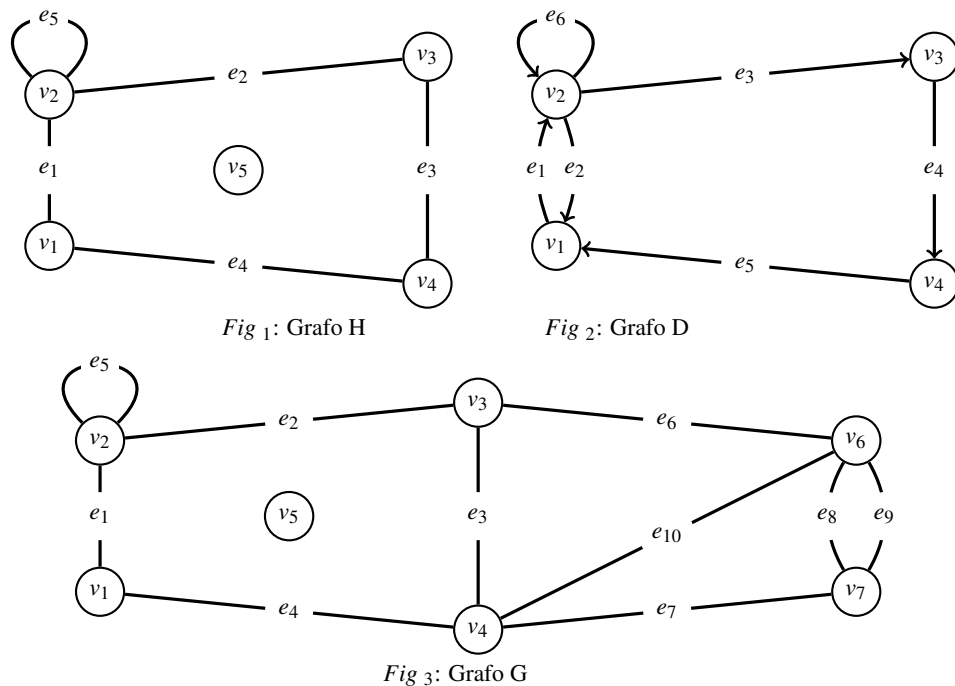 e5
e6
v2
e2
v3
v2
e3
v3
e1
v5
e3
e1
e2
e4
v1
e4
v4
v1
e5
v4
Fig 1: Grafo H
Fig 2: Grafo D
e5
v2
e2
v3
e6
v6
e1
v5
e3
e10
e8
e9
v1
e4
v4
e7
v7
Fig 3: Grafo G